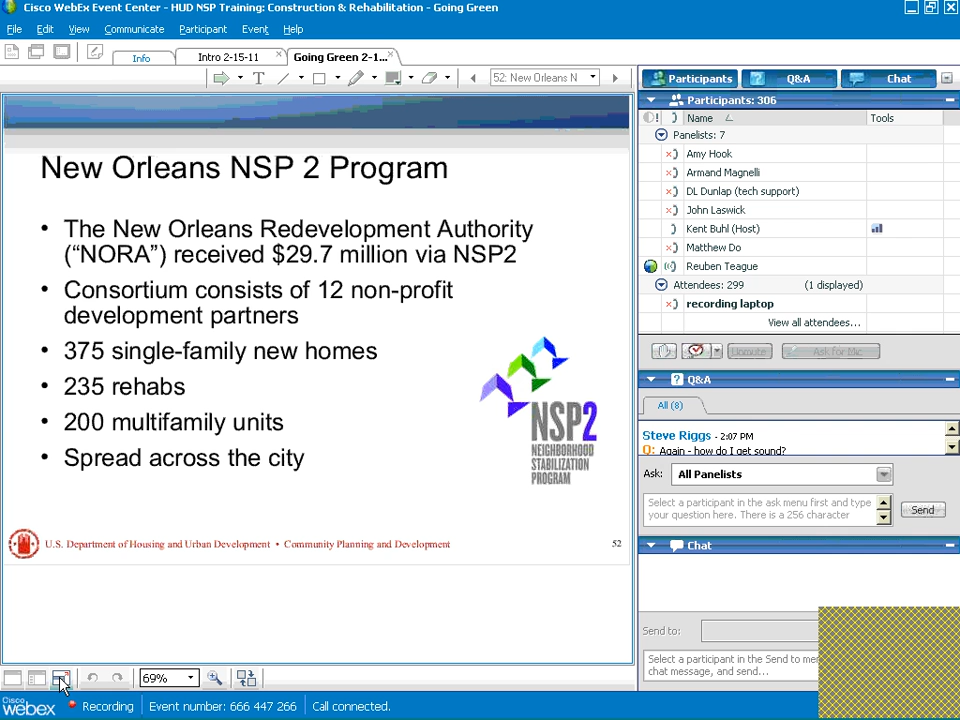 Cisco WebEx Event Center - HUD NSP Training: Construction & Rehabilitation - Going Green
File Edit View Communicate Participant Event Help
Info Intro 2-15-11 Going Green 2-1...
52: New Orleans N
Participants Q&A Chat
Participants: 306
Name Tools
Panelists: 7
Amy Hook
Armand Magnelli
DL Dunlap (tech support)
John Laswick
Kent Buhl (Host)
Matthew Do
Reuben Teague
Attendees: 299 (1 displayed)
recording laptop
View all attendees...
Unmute Ask for Mic
Q&A
All (8)
Steve Riggs - 2:07 PM
Q: Again - how do I get sound?
Ask: All Panelists
Select a participant in the ask menu first and type
your question here. There is a 256 character
Send
Chat
Send to:
Select a participant in the Send to me
chat message, and send...
New Orleans NSP 2 Program
• The New Orleans Redevelopment Authority
(“NORA”) received $29.7 million via NSP2
• Consortium consists of 12 non-profit
development partners
• 375 single-family new homes
• 235 rehabs
• 200 multifamily units
• Spread across the city
NSP2
NEIGHBORHOOD
STABILIZATION
PROGRAM
U.S. Department of Housing and Urban Development • Community Planning and Development 52
69%
Cisco
webex Recording Event number: 666 447 266 Call connected.